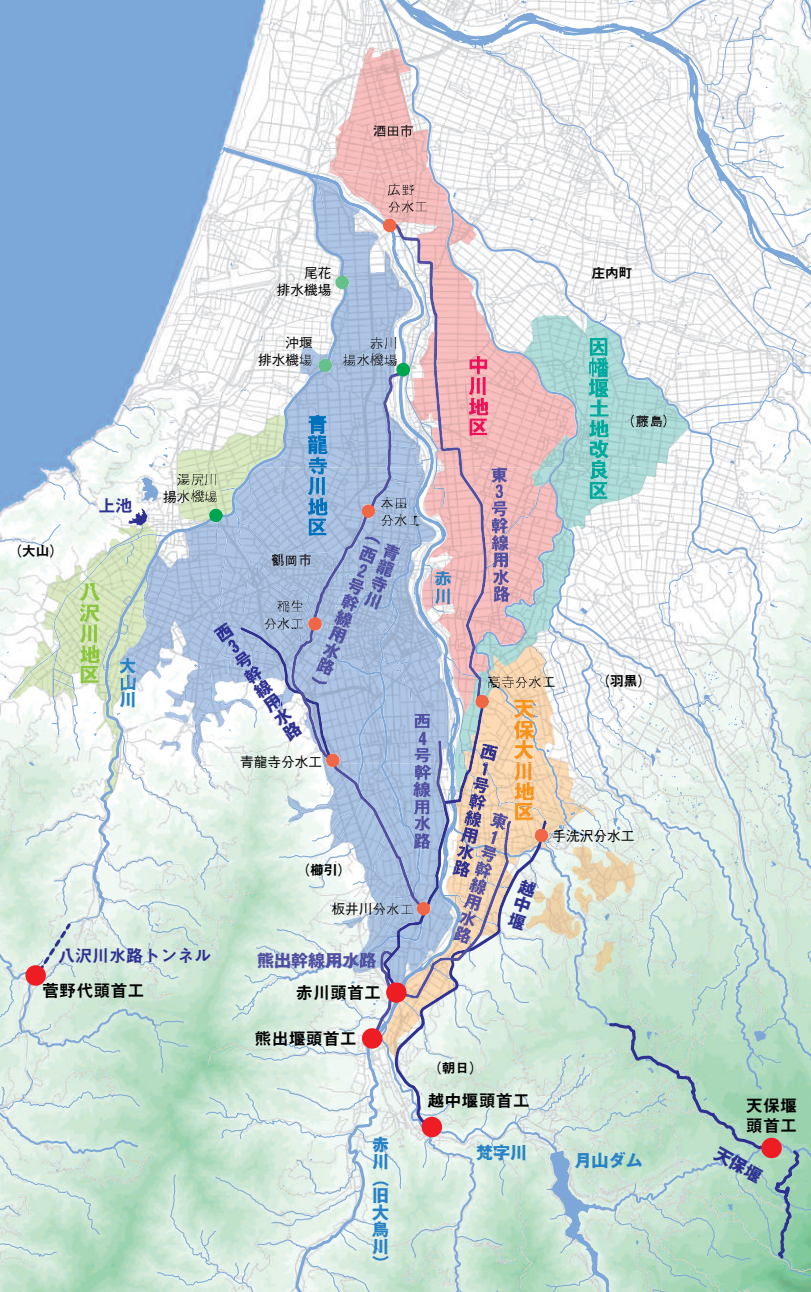 酒田市
広野
分水工
庄内町
尾花
排水機場
沖堰
排水機場
赤川
揚水機場
中川地区
因幡堰土地改良区
（藤島）
青龍寺川地区
湯尻川
揚水機場
上池
（大山）
本田
分水工
東3号幹線用水路
鶴岡市
青龍寺川
（西2号幹線用水路）
赤川
八沢川地区
稲生
分水工
西3号幹線用水路
大山川
高寺分水工
（羽黒）
天保大川地区
西4号幹線用水路
西1号幹線用水路
青龍寺分水工
東1号幹線用水路
手洗沢分水工
（櫛引）
越中堰
板井川分水工
八沢川水路トンネル
熊出幹線用水路
菅野代頭首工
赤川頭首工
熊出堰頭首工
（朝日）
越中堰頭首工
天保堰
頭首工
梵字川
月山ダム
天保堰
赤川（旧大鳥川）